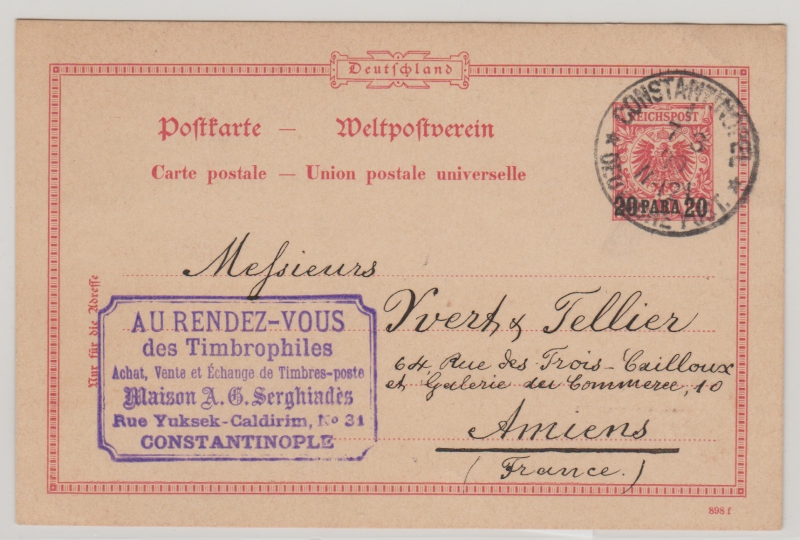 Deutschland
Postkarte — Weltpostverein
Carte postale — Union postale universelle
REICHSPOST
20 PARA 20
CONSTANTINOPEL
Messieurs
Yvert & Tellier
64, Rue des Trois-Cailloux
et Galerie du Commerce, 10
Amiens
(France.)
Nur für die Adresse
AU RENDEZ-VOUS
des Timbrophiles
Achat, Vente et Échange de Timbres-poste
Maison A. G. Serghiadès
Rue Yuksek-Caldirim, No 31
CONSTANTINOPLE
898 f